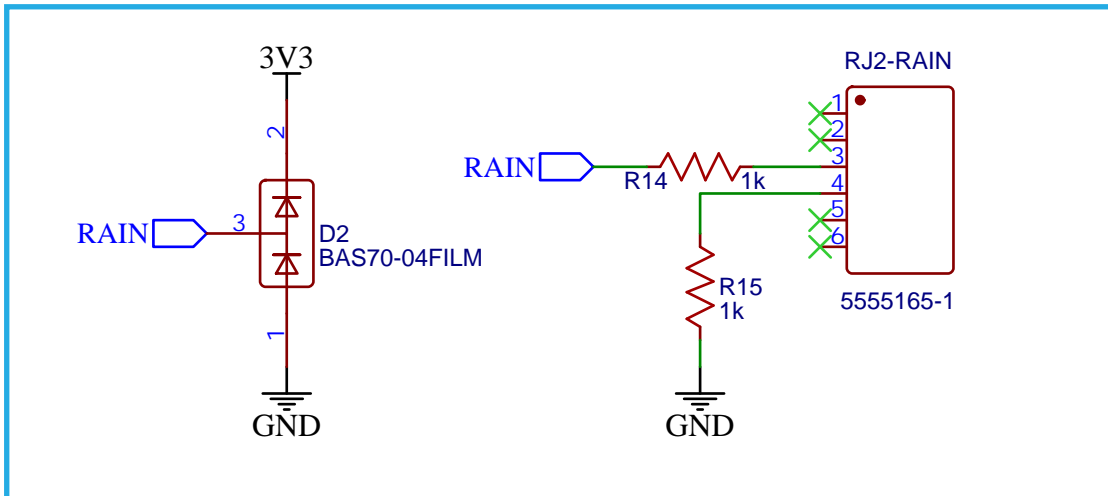 3V3
2
RAIN
3
D2
BAS70-04FILM
1
GND
RJ2-RAIN
1
2
RAIN
R14
1k
3
4
5
6
R15
1k
5555165-1
GND